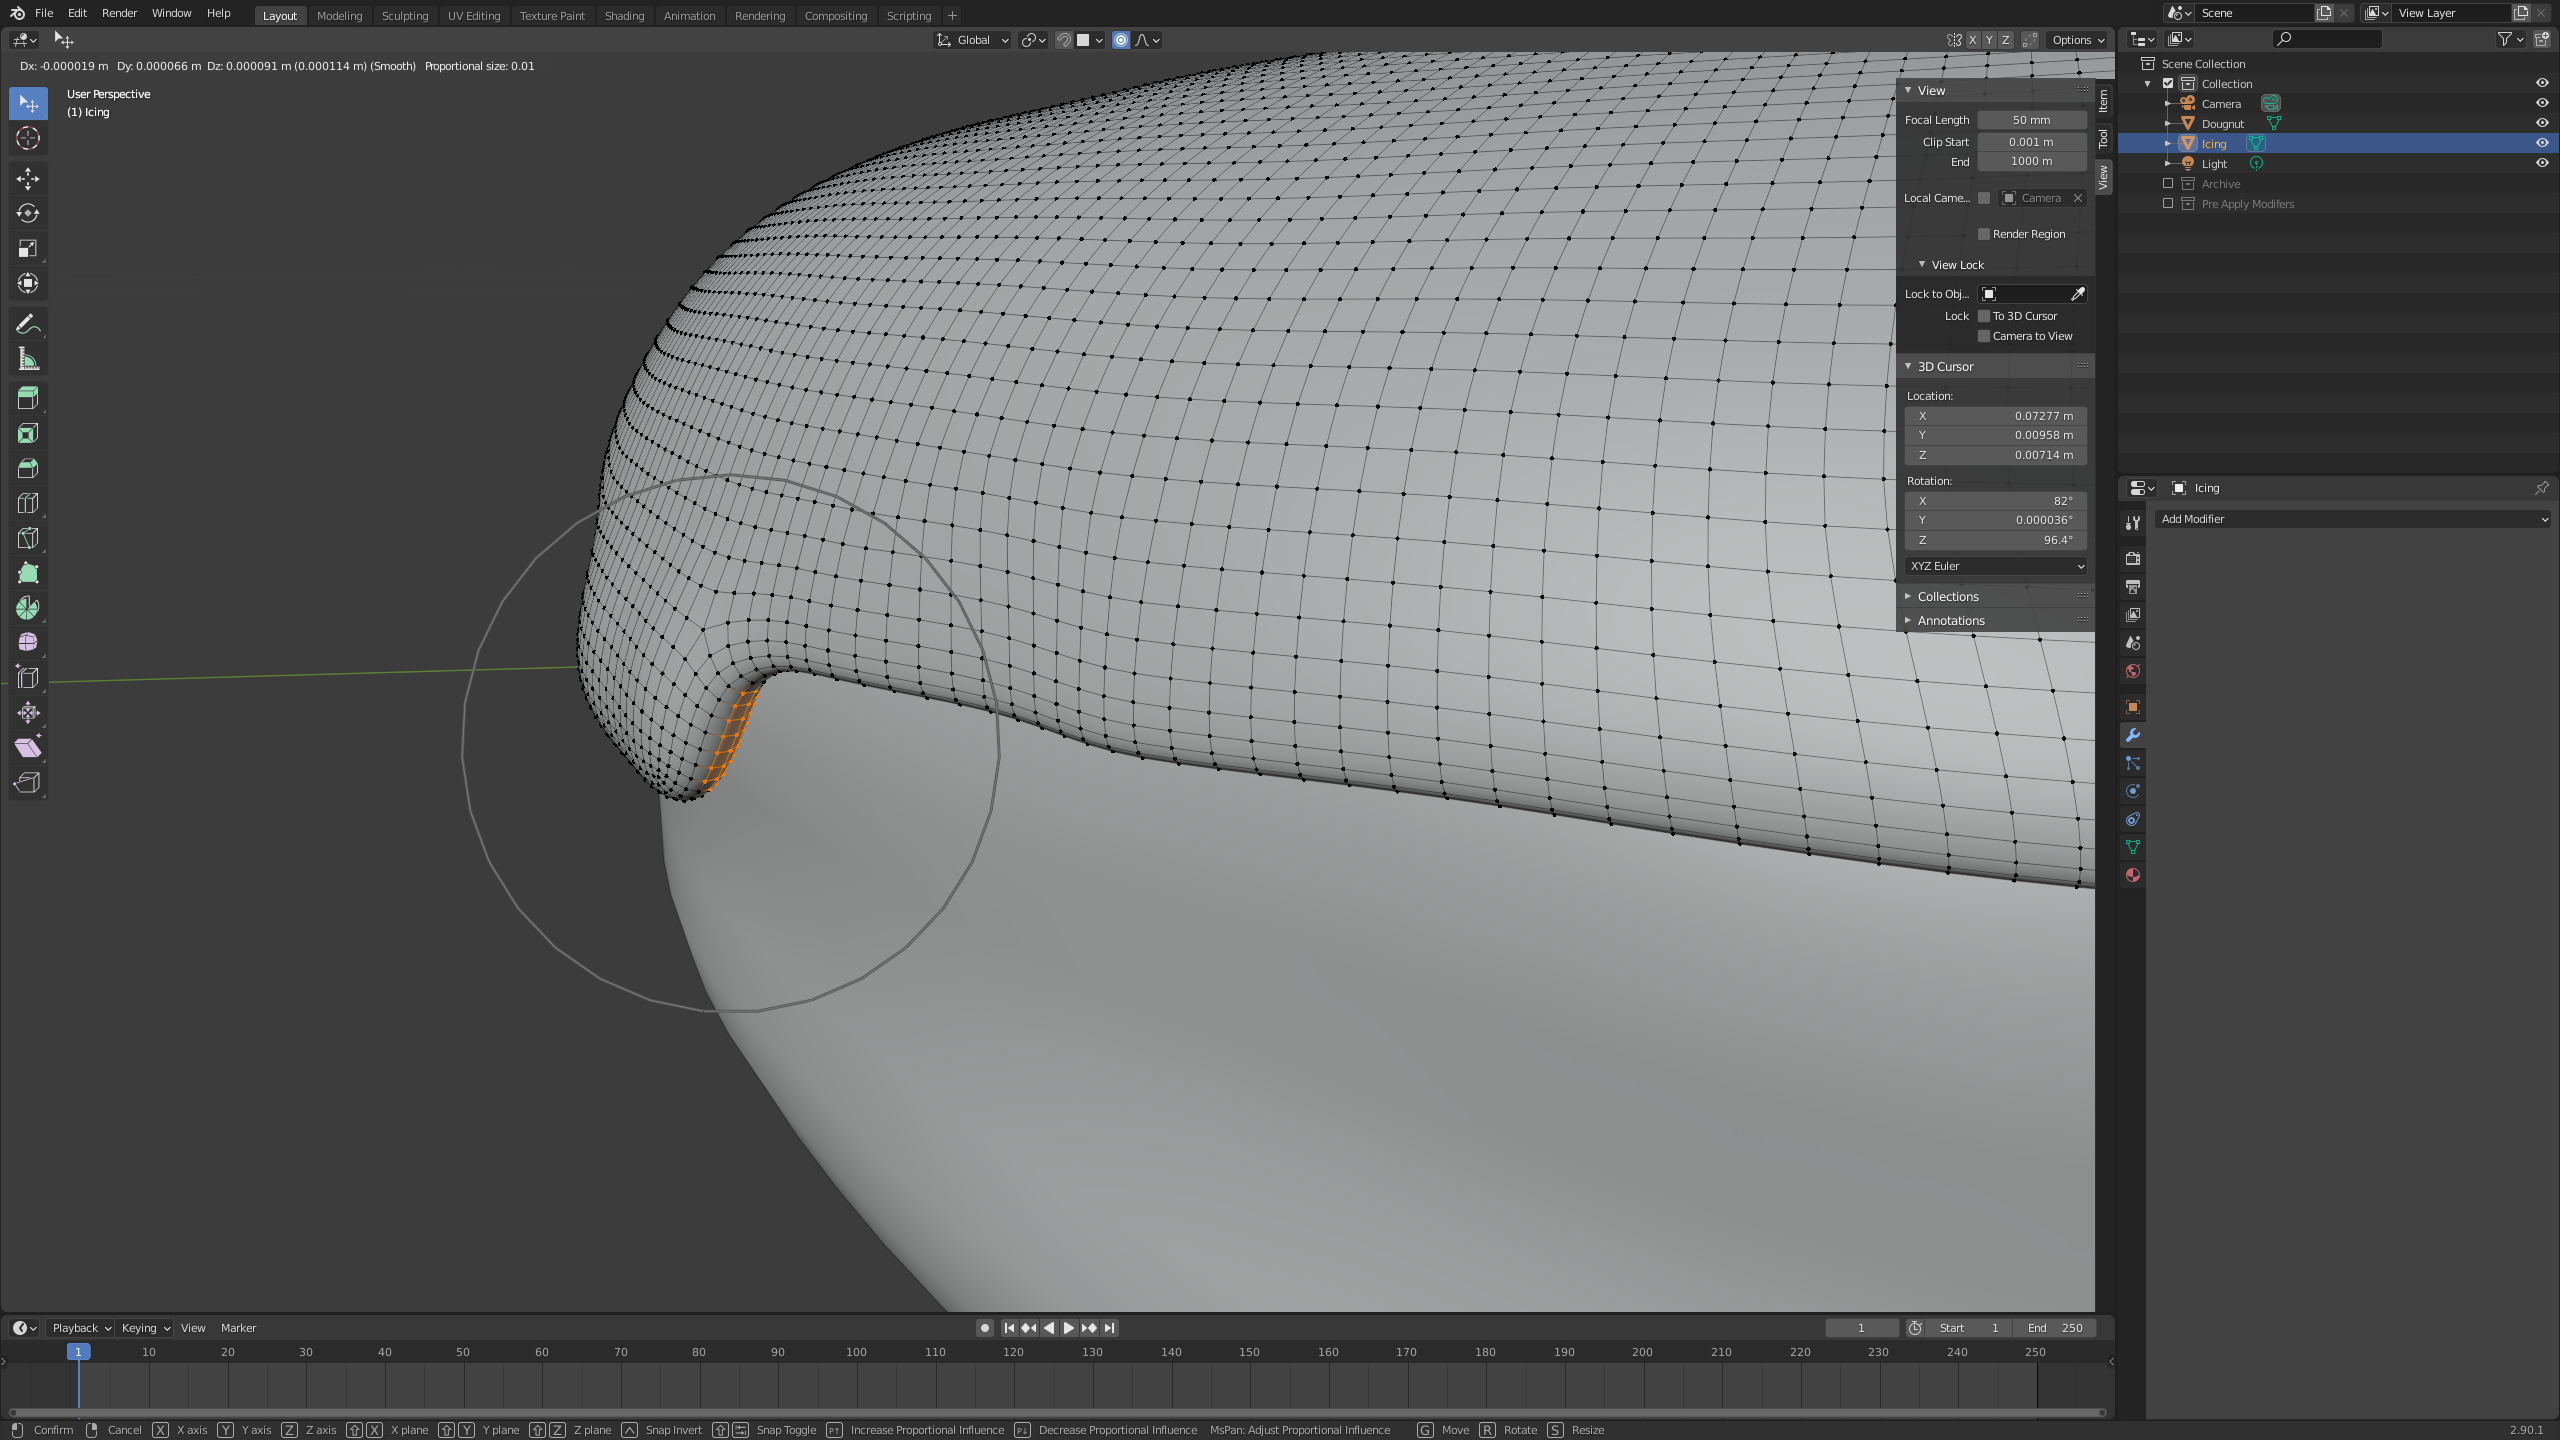 File Edit Render Window Help Layout Modeling Sculpting UV Editing Texture Paint Shading Animation Rendering Compositing Scripting + Scene View Layer
Global X Y Z Options
Dx: -0.000019 m Dy: 0.000066 m Dz: 0.000091 m (0.000114 m) (Smooth) Proportional size: 0.01
User Perspective
(1) Icing
View
Focal Length 50 mm
Clip Start 0.001 m
End 1000 m
Local Came... Camera
Render Region
View Lock
Lock to Obj...
Lock To 3D Cursor
Camera to View
3D Cursor
Location:
X 0.07277 m
Y 0.00958 m
Z 0.00714 m
Rotation:
X 82°
Y 0.000036°
Z 96.4°
XYZ Euler
Collections
Annotations
Item
Tool
View
Scene Collection
Collection
Camera
Dougnut
Icing
Light
Archive
Pre Apply Modifers
Icing
Add Modifier
Playback Keying View Marker 1 Start 1 End 250
1 10 20 30 40 50 60 70 80 90 100 110 120 130 140 150 160 170 180 190 200 210 220 230 240 250
Confirm Cancel X X axis Y Y axis Z Z axis X X plane Y Y plane Z Z plane Snap Invert Snap Toggle Increase Proportional Influence Decrease Proportional Influence MsPan: Adjust Proportional Influence G Move R Rotate S Resize 2.90.1